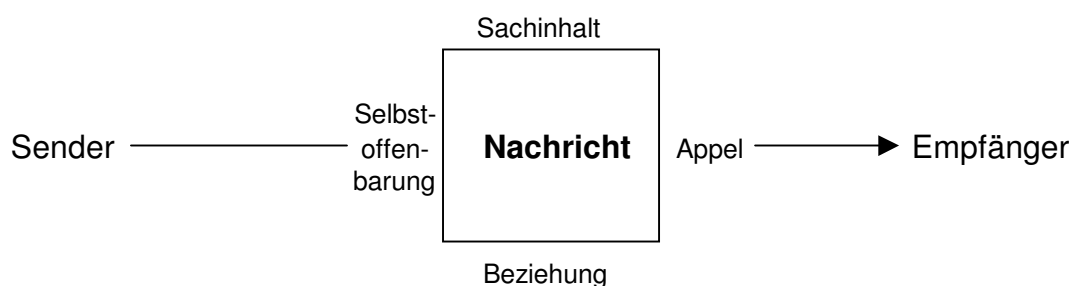 Sachinhalt
Sender
Selbst-
offen-
barung
Nachricht
Appel
Empfänger
Beziehung